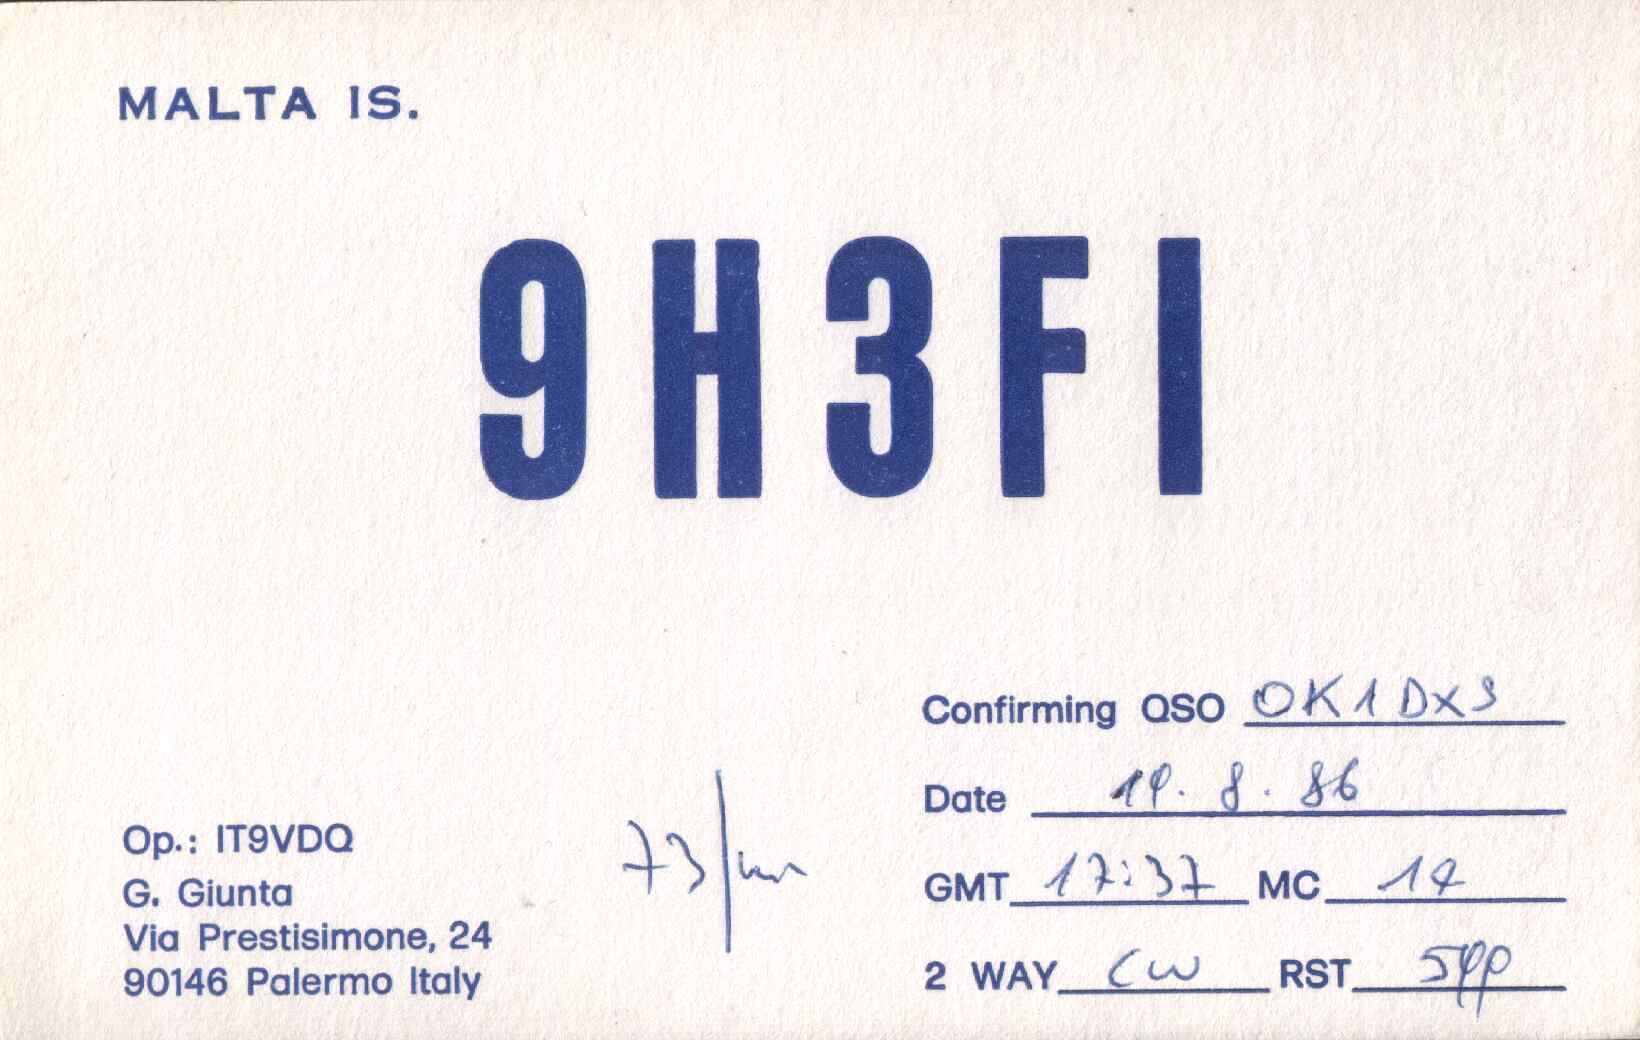 MALTA IS.
9H3FI
Confirming QSO OK1DXS
Date 19. 8. 86
Op.: IT9VDQ
G. Giunta
Via Prestisimone, 24
90146 Palermo Italy
73
GMT 17:37 MC 14
2 WAY CW RST 599